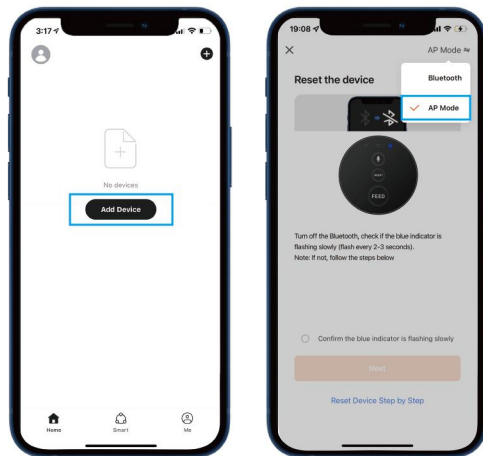 3:17
No devices
Add Device
Home
Smart
Me
19:08
AP Mode
Reset the device
Bluetooth
AP Mode
FEED
Turn off the Bluetooth, check if the blue indicator is
flashing slowly (flash every 2-3 seconds).
Note: If not, follow the steps below
Confirm the blue indicator is flashing slowly
Next
Reset Device Step by Step